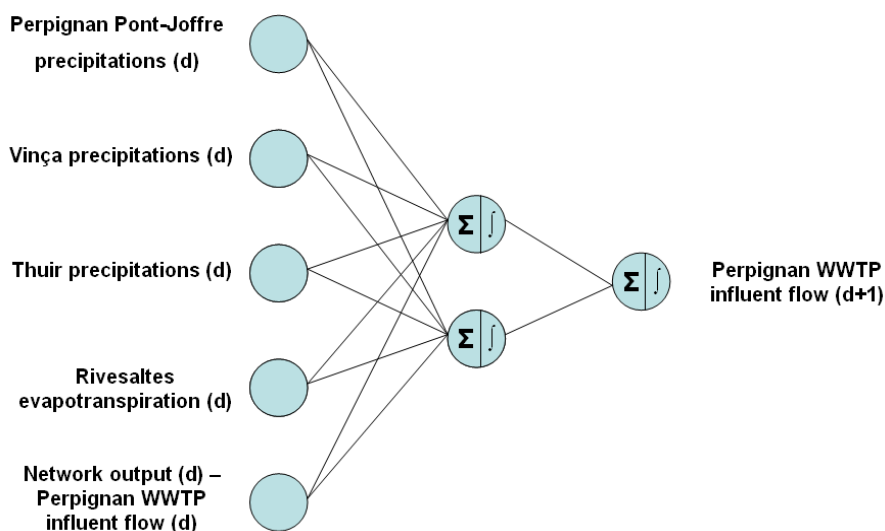 Perpignan Pont-Joffre
precipitations (d)
Vinça precipitations (d)
Thuir precipitations (d)
Rivesaltes
evapotranspiration (d)
Network output (d) –
Perpignan WWTP
influent flow (d)
Σ ∫
Σ ∫
Σ ∫
Perpignan WWTP
influent flow (d+1)